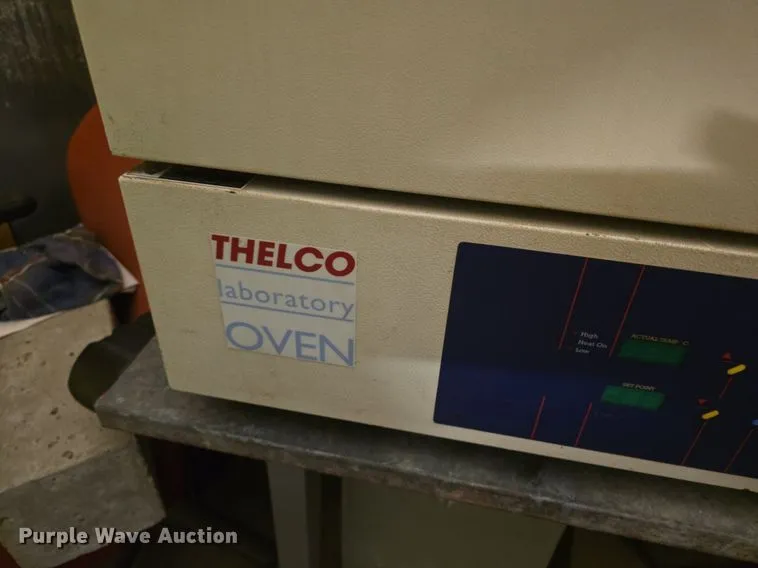 THELCO
laboratory
OVEN
High
Heat On
Low
ACTUAL TEMP °C
SET POINT
Purple Wave Auction